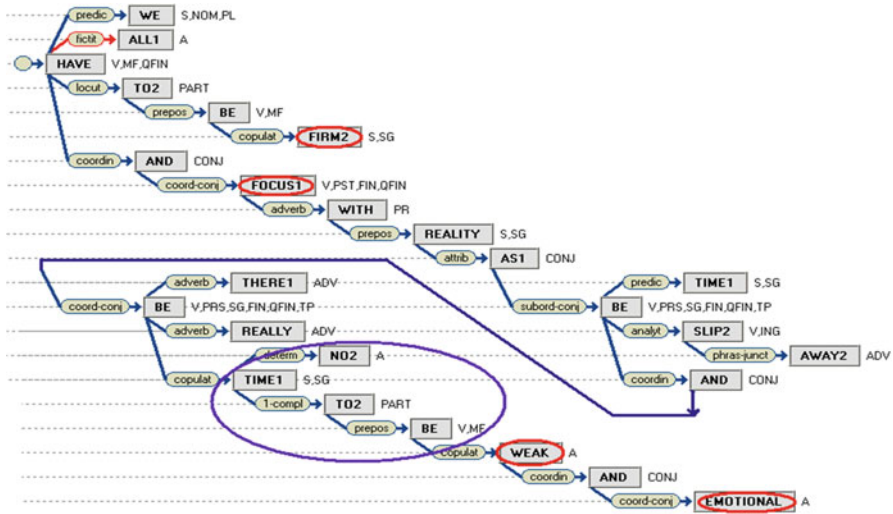 predic WE S,NOM,PL
fictit ALL1 A
HAVE V,MF,QFIN
locut TO2 PART
prepos BE V,MF
copulat FIRM2 S,SG
coordin AND CONJ
coord-conj FOCUS1 V,PST,FIN,QFIN
adverb WITH PR
prepos REALITY S,SG
attrib AS1 CONJ
adverb THERE1 ADV predic TIME1 S,SG
coord-conj BE V,PRS,SG,FIN,QFIN,TP subord-conj BE V,PRS,SG,FIN,QFIN,TP
adverb REALLY ADV analyt SLIP2 V,ING
determ NO2 A phras-junct AWAY2 ADV
copulat TIME1 S,SG coordin AND CONJ
1-compl TO2 PART
prepos BE V,MF
copulat WEAK A
coordin AND CONJ
coord-conj EMOTIONAL A